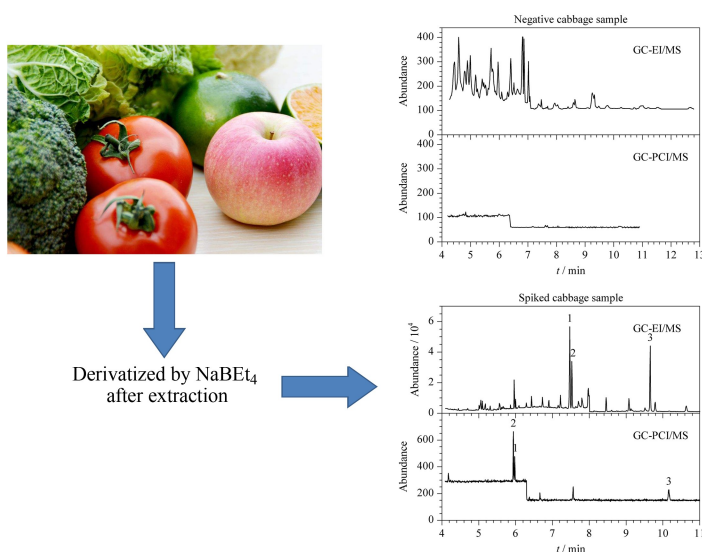 Negative cabbage sample
GC-EI/MS
Abundance
400
300
200
100
0
GC-PCI/MS
Abundance
400
300
200
100
0
4 5 6 7 8 9 10 11 12 13
t / min
Derivatized by NaBEt4
after extraction
Spiked cabbage sample
GC-EI/MS
Abundance / 10^4
6
4
2
0
1
2
3
GC-PCI/MS
Abundance
600
400
200
0
2
1
3
4 5 6 7 8 9 10 11
t / min